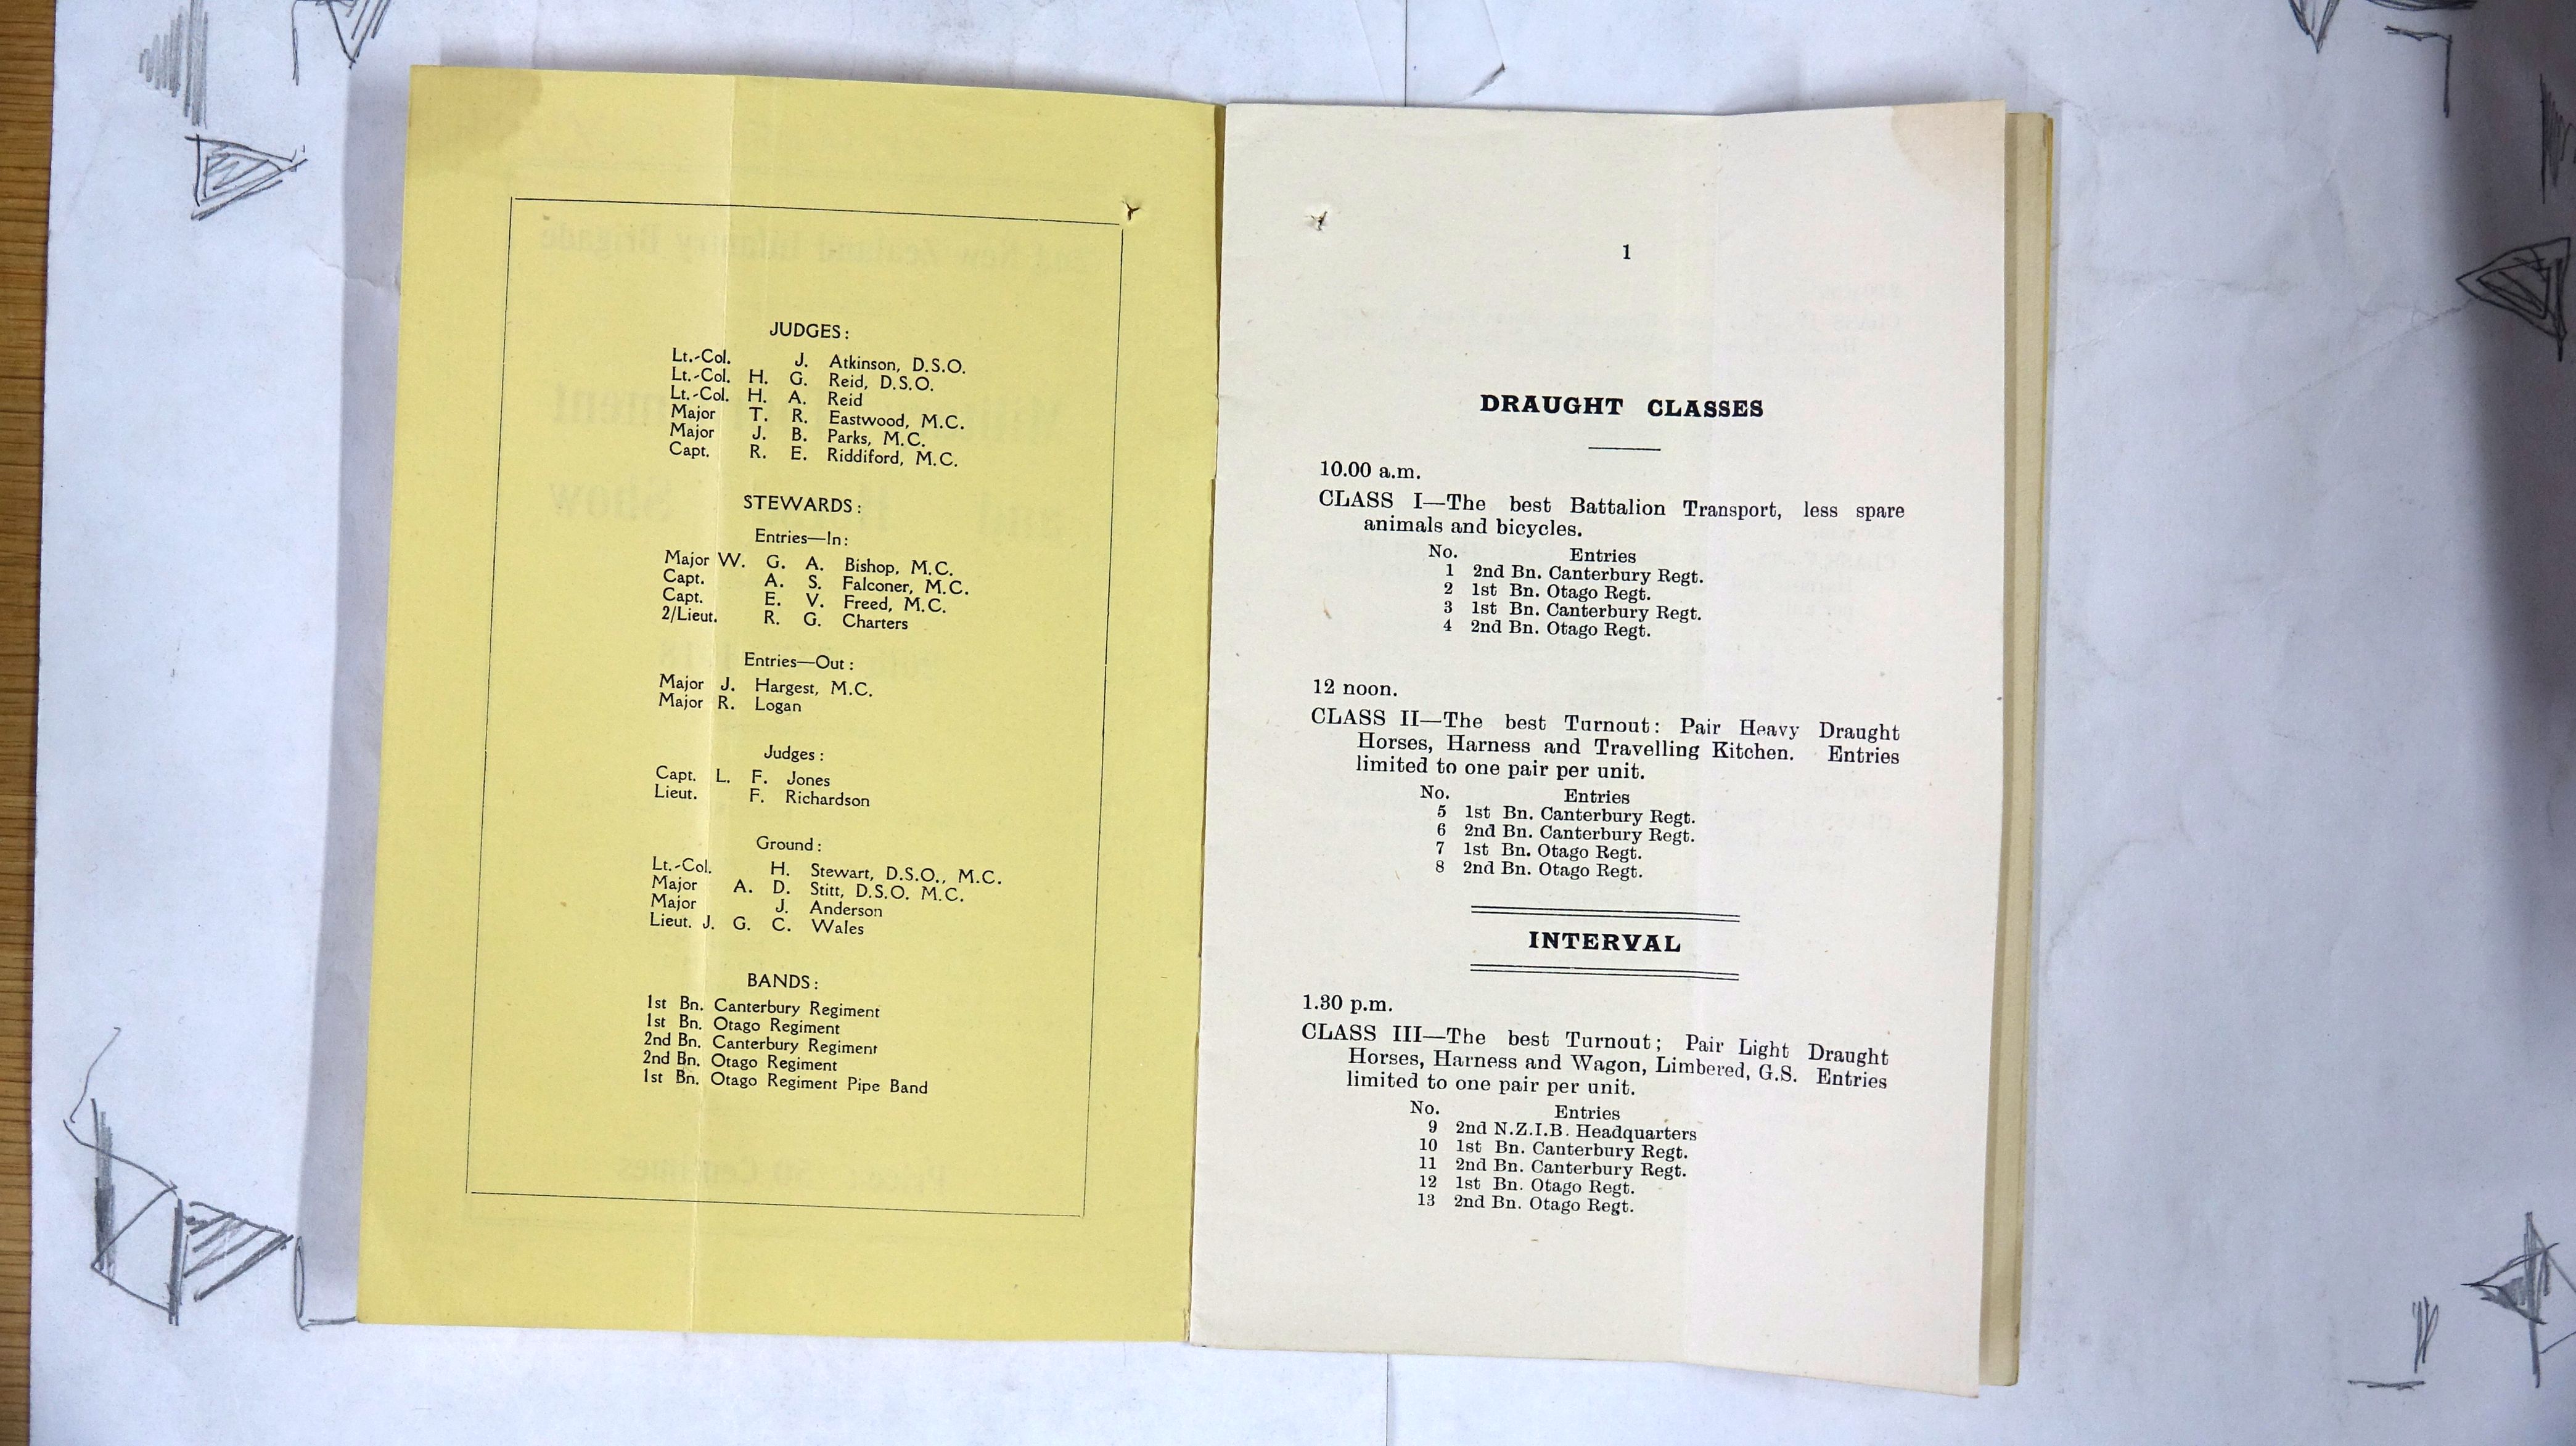 JUDGES:
Lt.-Col. J. Atkinson, D.S.O.
Lt.-Col. H. G. Reid, D.S.O.
Lt.-Col. H. A. Reid
Major T. R. Eastwood, M.C.
Major J. B. Parks, M.C.
Capt. R. E. Riddiford, M.C.
STEWARDS:
Entries—In:
Major W. G. A. Bishop, M.C.
Capt. A. S. Falconer, M.C.
Capt. E. V. Freed, M.C.
2/Lieut. R. G. Charters
Entries—Out:
Major J. Hargest, M.C.
Major R. Logan
Judges:
Capt. L. F. Jones
Lieut. F. Richardson
Ground:
Lt.-Col. H. Stewart, D.S.O., M.C.
Major A. D. Stitt, D.S.O. M.C.
Major J. Anderson
Lieut. J. G. C. Wales
BANDS:
1st Bn. Canterbury Regiment
1st Bn. Otago Regiment
2nd Bn. Canterbury Regiment
2nd Bn. Otago Regiment
1st Bn. Otago Regiment Pipe Band
1
DRAUGHT CLASSES
10.00 a.m.
CLASS I—The best Battalion Transport, less spare
animals and bicycles.
No. Entries
1 2nd Bn. Canterbury Regt.
2 1st Bn. Otago Regt.
3 1st Bn. Canterbury Regt.
4 2nd Bn. Otago Regt.
12 noon.
CLASS II—The best Turnout: Pair Heavy Draught
Horses, Harness and Travelling Kitchen. Entries
limited to one pair per unit.
No. Entries
5 1st Bn. Canterbury Regt.
6 2nd Bn. Canterbury Regt.
7 1st Bn. Otago Regt.
8 2nd Bn. Otago Regt.
INTERVAL
1.30 p.m.
CLASS III—The best Turnout; Pair Light Draught
Horses, Harness and Wagon, Limbered, G.S. Entries
limited to one pair per unit.
No. Entries
9 2nd N.Z.I.B. Headquarters
10 1st Bn. Canterbury Regt.
11 2nd Bn. Canterbury Regt.
12 1st Bn. Otago Regt.
13 2nd Bn. Otago Regt.